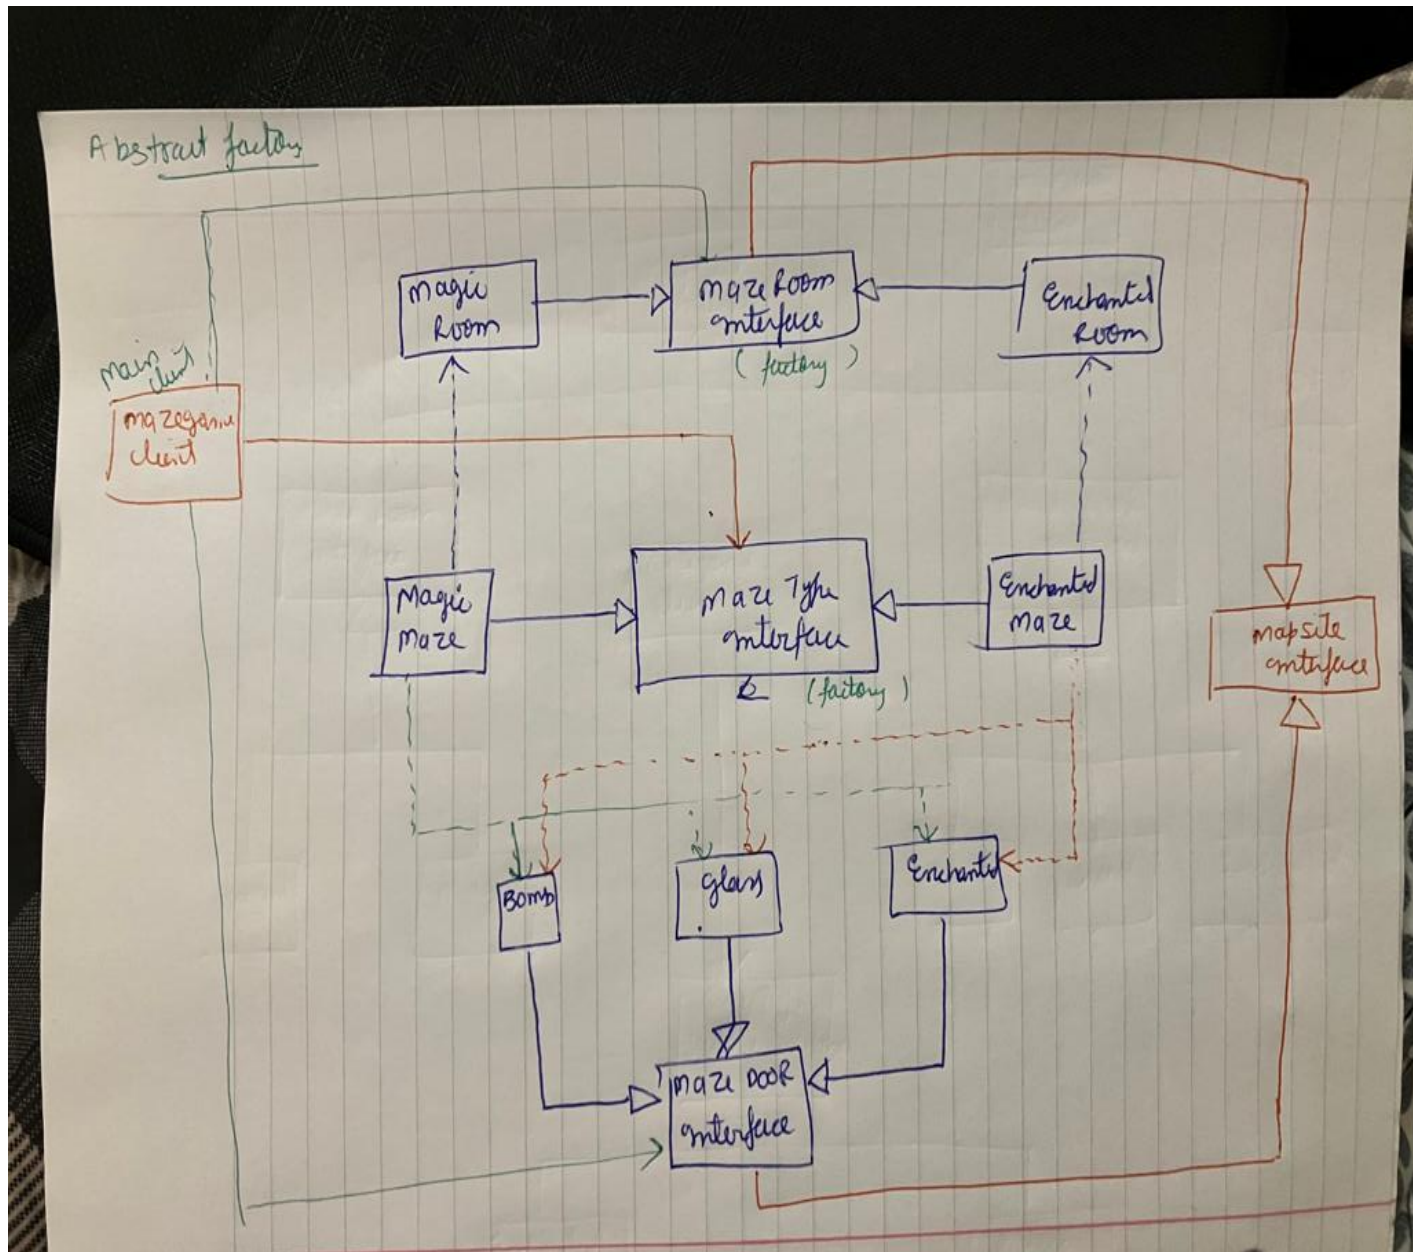 Abstract factory
Magic
Room
Maze Room
interface
(factory)
Enchanted
Room
Main
client
mazegame
client
Magic
Maze
Maze Type
interface
(factory)
Enchanted
Maze
mapsite
interface
Bomb
Glass
Enchanted
Maze DOOR
interface